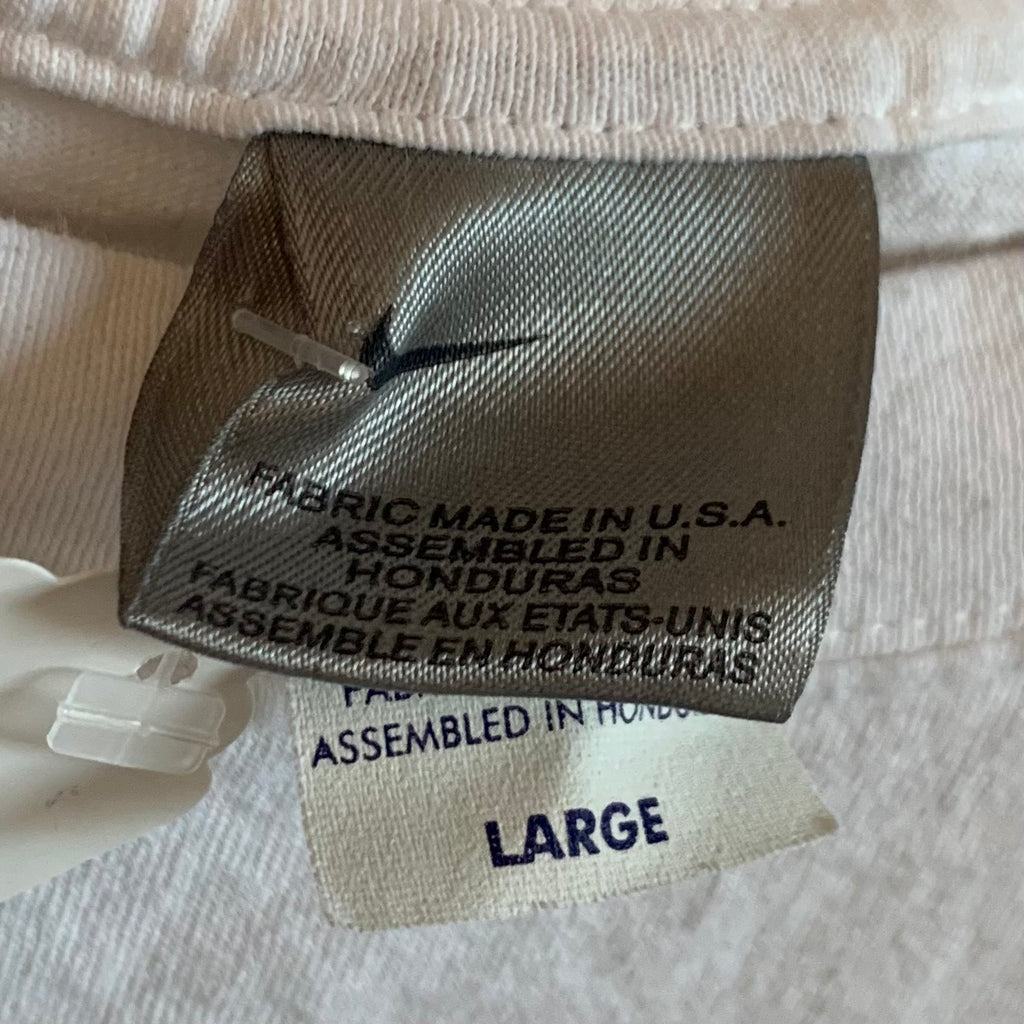 FABRIC MADE IN U.S.A.
ASSEMBLED IN
HONDURAS
FABRIQUE AUX ETATS-UNIS
ASSEMBLE EN HONDURAS
ASSEMBLED IN
LARGE